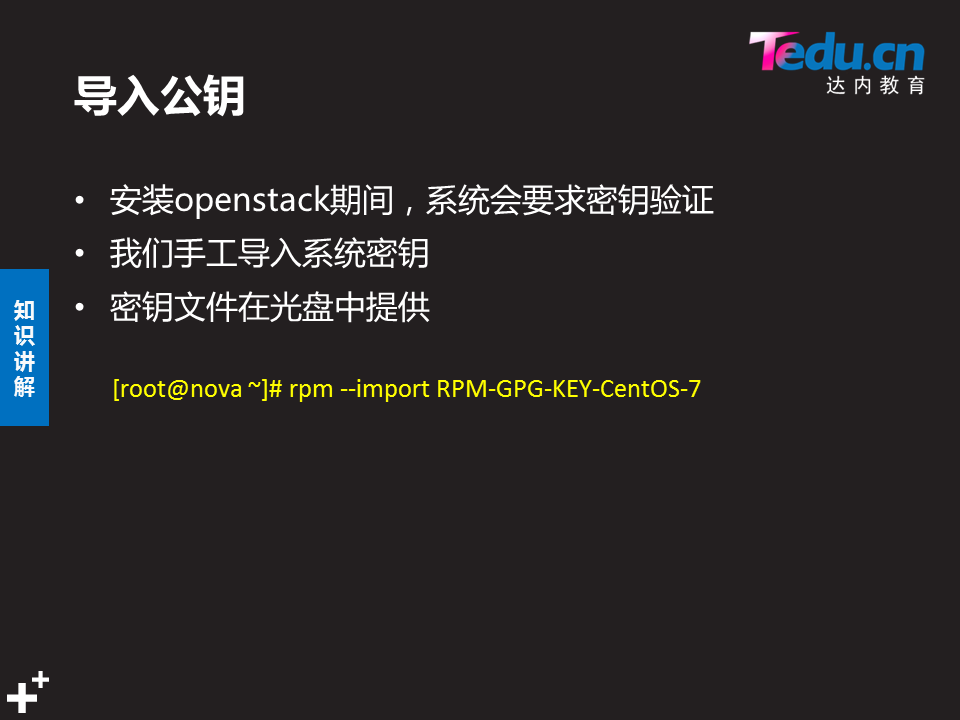 Tedu.cn
达内教育
导入公钥
• 安装openstack期间，系统会要求密钥验证
• 我们手工导入系统密钥
• 密钥文件在光盘中提供
知识讲解
[root@nova ~]# rpm --import RPM-GPG-KEY-CentOS-7